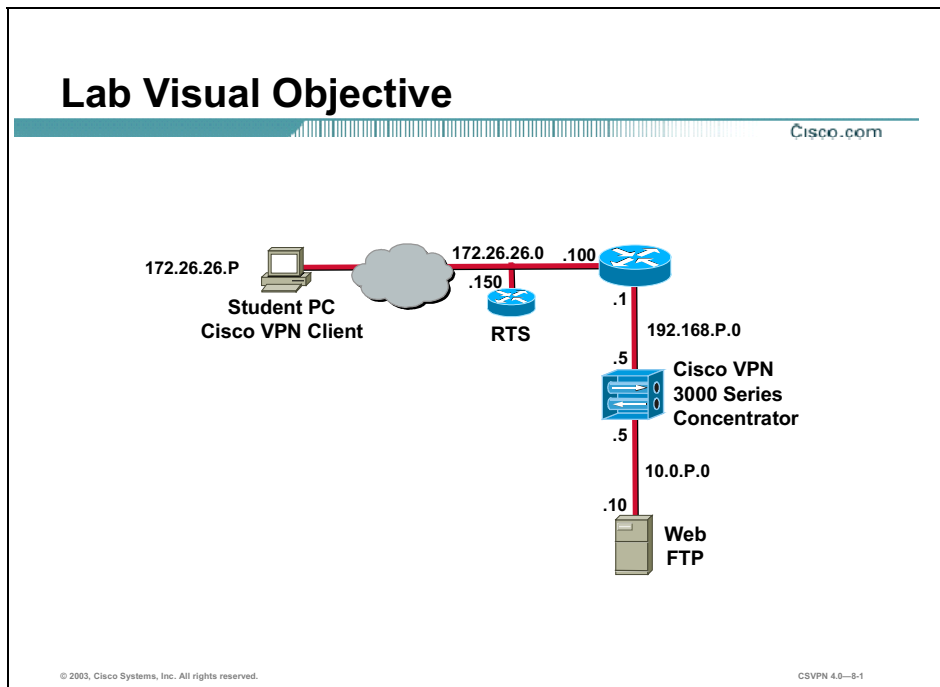 Lab Visual Objective
Cisco.com
172.26.26.P
Student PC
Cisco VPN Client
172.26.26.0
.100
.150
RTS
.1
192.168.P.0
.5
Cisco VPN
3000 Series
Concentrator
.5
10.0.P.0
.10
Web
FTP
© 2003, Cisco Systems, Inc. All rights reserved.
CSVPN 4.0—8-1